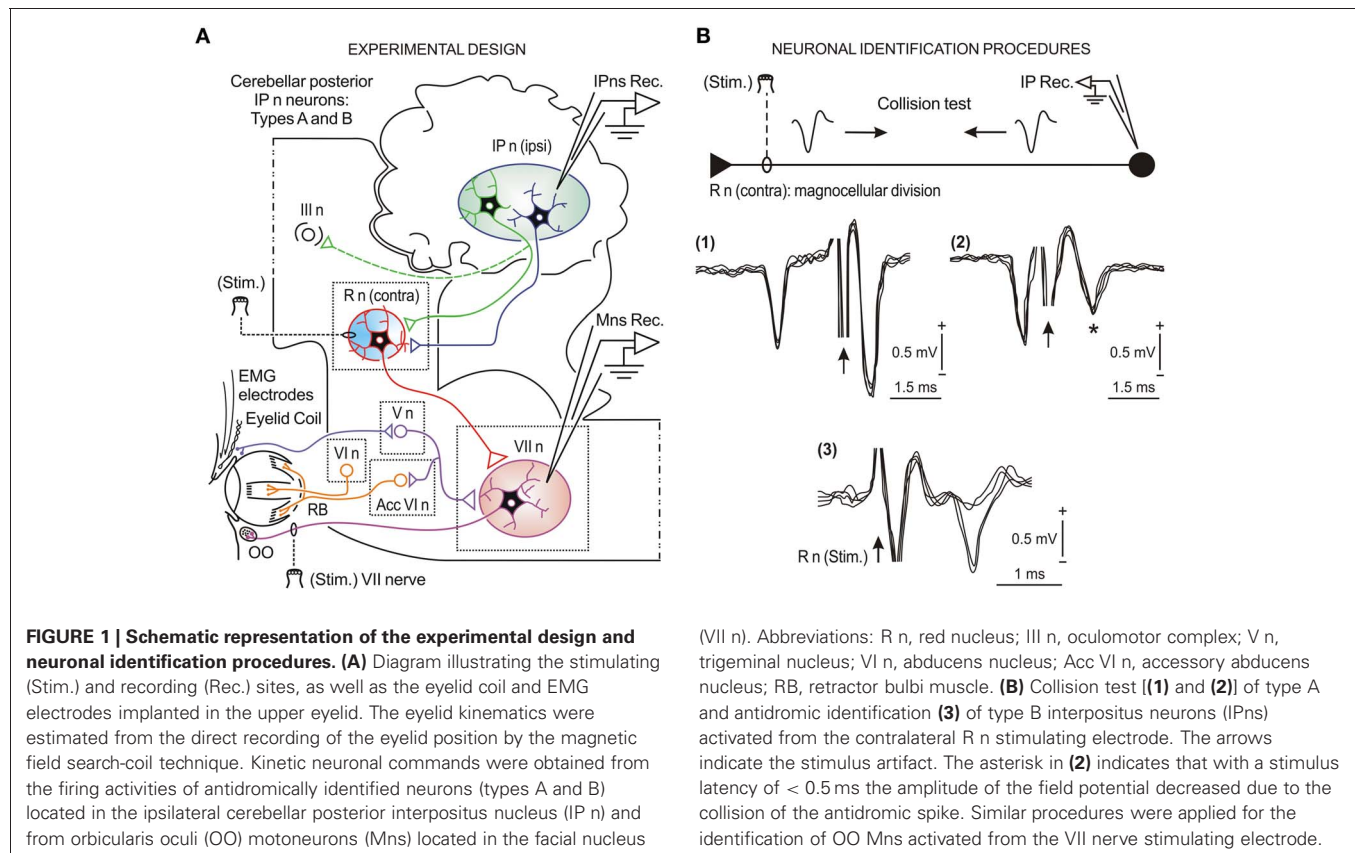 A
EXPERIMENTAL DESIGN
Cerebellar posterior
IP n neurons:
Types A and B
IPns Rec.
IP n (ipsi)
III n
(Stim.)
R n (contra)
Mns Rec.
EMG
electrodes
Eyelid Coil
V n
VI n
VII n
Acc VI n
RB
OO
(Stim.) VII nerve
B
NEURONAL IDENTIFICATION PROCEDURES
(Stim.)
IP Rec.
Collision test
R n (contra): magnocellular division
(1)
(2)
*
+
0.5 mV
-
1.5 ms
+
0.5 mV
-
1.5 ms
(3)
R n (Stim.)
+
0.5 mV
-
1 ms
FIGURE 1 | Schematic representation of the experimental design and
neuronal identification procedures. (A) Diagram illustrating the stimulating
(Stim.) and recording (Rec.) sites, as well as the eyelid coil and EMG
electrodes implanted in the upper eyelid. The eyelid kinematics were
estimated from the direct recording of the eyelid position by the magnetic
field search-coil technique. Kinetic neuronal commands were obtained from
the firing activities of antidromically identified neurons (types A and B)
located in the ipsilateral cerebellar posterior interpositus nucleus (IP n) and
from orbicularis oculi (OO) motoneurons (Mns) located in the facial nucleus
(VII n). Abbreviations: R n, red nucleus; III n, oculomotor complex; V n,
trigeminal nucleus; VI n, abducens nucleus; Acc VI n, accessory abducens
nucleus; RB, retractor bulbi muscle. (B) Collision test [(1) and (2)] of type A
and antidromic identification (3) of type B interpositus neurons (IPns)
activated from the contralateral R n stimulating electrode. The arrows
indicate the stimulus artifact. The asterisk in (2) indicates that with a stimulus
latency of < 0.5 ms the amplitude of the field potential decreased due to the
collision of the antidromic spike. Similar procedures were applied for the
identification of OO Mns activated from the VII nerve stimulating electrode.